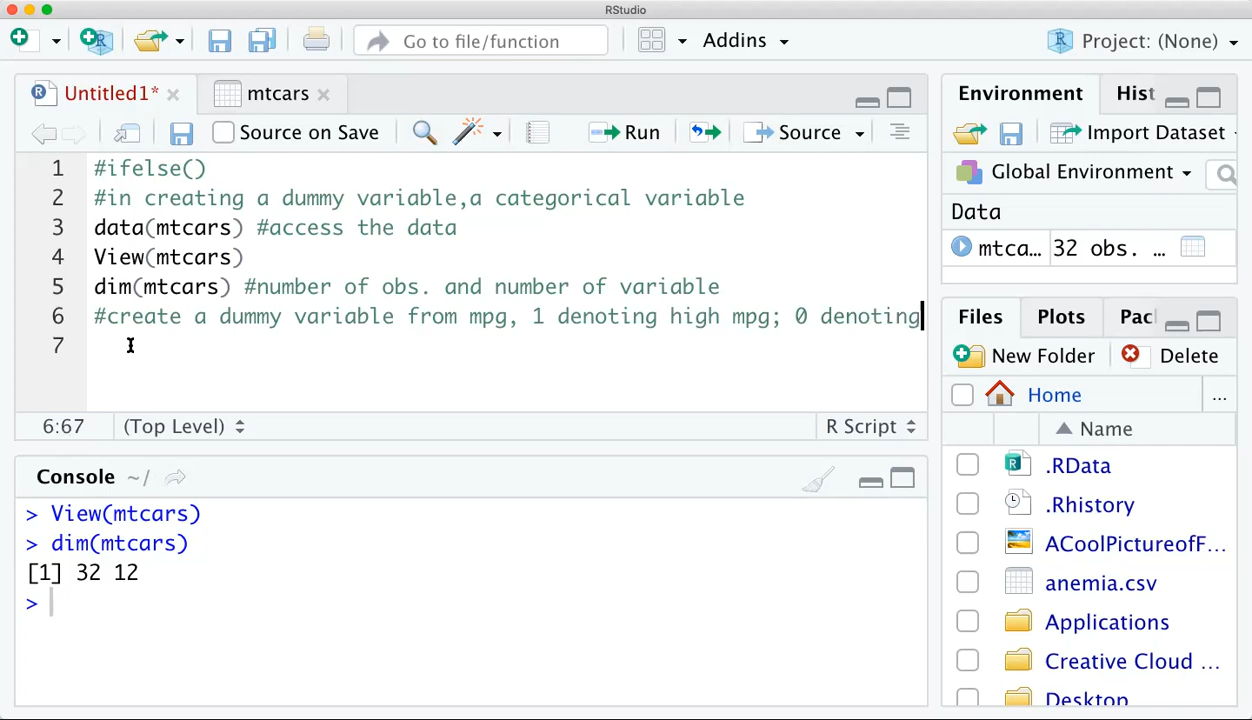 RStudio
Go to file/function
Addins
Project: (None)
Untitled1*
mtcars
Source on Save
Run
Source
1 #ifelse()
2 #in creating a dummy variable,a categorical variable
3 data(mtcars) #access the data
4 View(mtcars)
5 dim(mtcars) #number of obs. and number of variable
6 #create a dummy variable from mpg, 1 denoting high mpg; 0 denoting
7
6:67
(Top Level)
R Script
Console ~/
> View(mtcars)
> dim(mtcars)
[1] 32 12
>
Environment
Hist
Import Dataset
Global Environment
Data
mtca… 32 obs. …
Files
Plots
Pac
New Folder
Delete
Home
...
Name
.RData
.Rhistory
ACoolPictureofF...
anemia.csv
Applications
Creative Cloud ...
Desktop